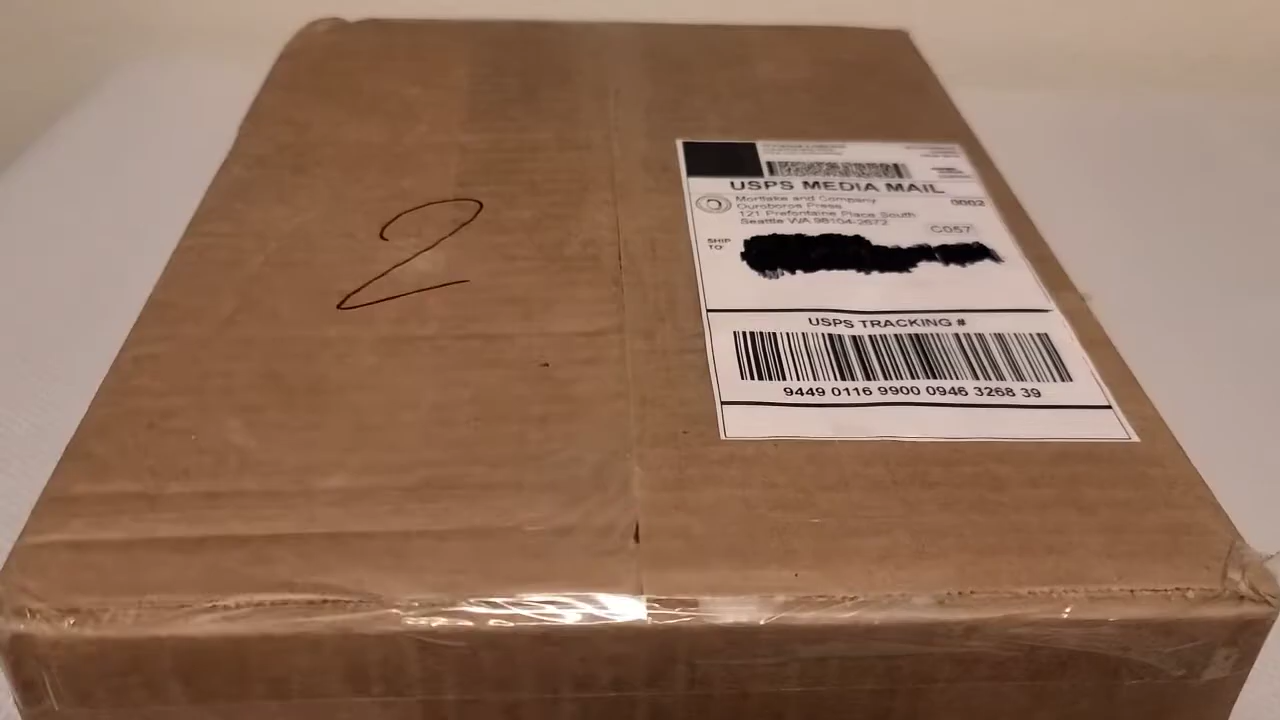 2
USPS MEDIA MAIL
Mortlake and Company
Ouroboros Press
121 Prefontaine Place South
Seattle WA 98104-2672
0002
C057
SHIP
TO:
USPS TRACKING #
9449 0116 9900 0946 3268 39